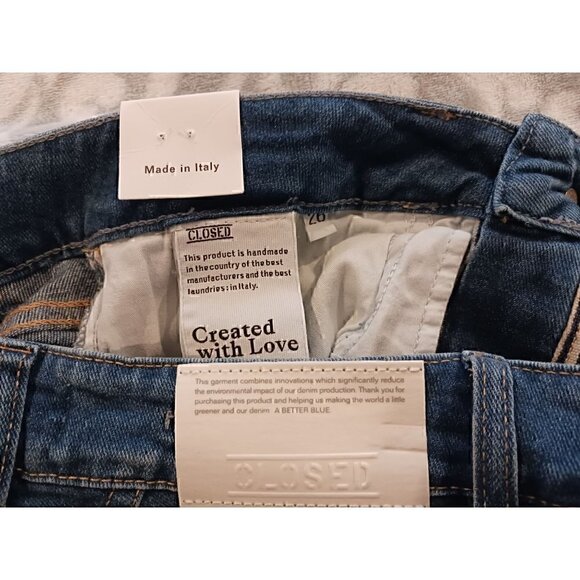 Made in Italy
CLOSED
26
This product is handmade
in the country of the best
manufacturers and the best
laundries: in Italy.
Created
with Love
This garment combines innovations which significantly reduce
the environmental impact of our denim production. Thank you for
purchasing this product and helping us making the world a little
greener and our denim A BETTER BLUE.
CLOSED